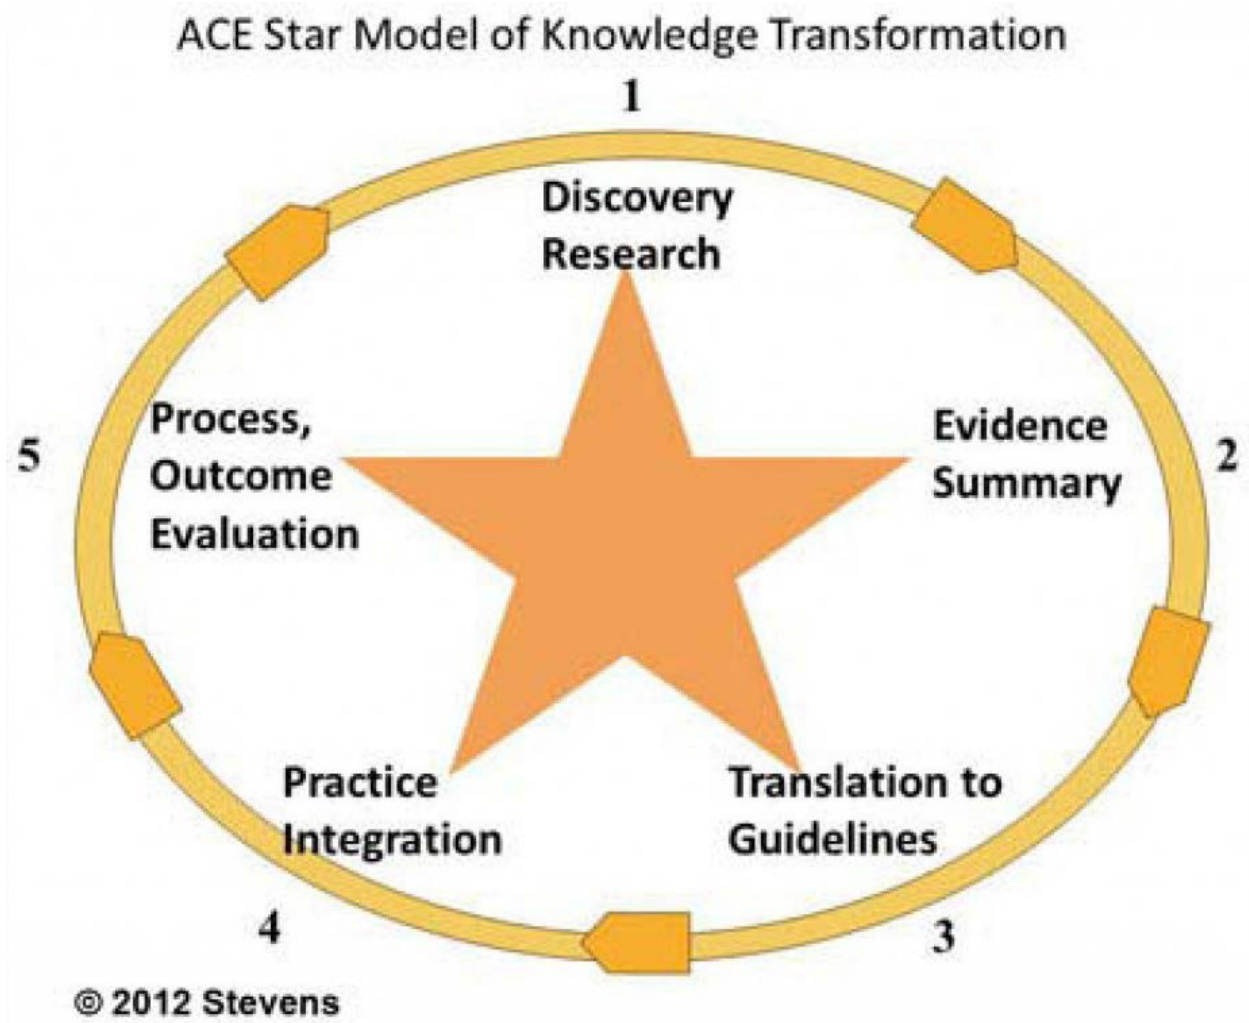 ACE Star Model of Knowledge Transformation
1
Discovery
Research
Evidence
Summary
2
Translation to
Guidelines
3
Practice
Integration
4
Process,
Outcome
Evaluation
5
© 2012 Stevens